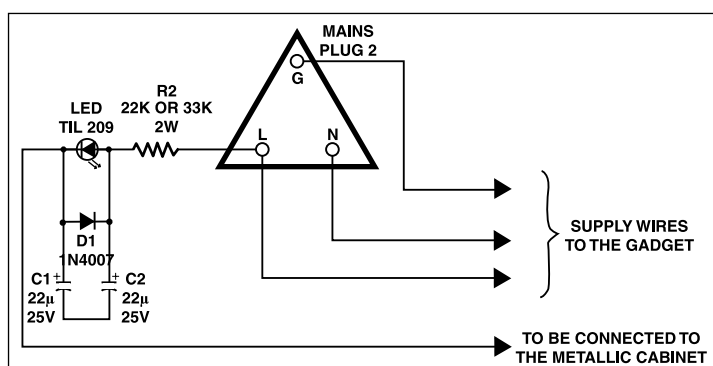 MAINS
PLUG 2
G
R2
22K OR 33K
2W
LED
TIL 209
L
N
D1
1N4007
C1
22µ
25V
+
+
C2
22µ
25V
SUPPLY WIRES
TO THE GADGET
TO BE CONNECTED TO
THE METALLIC CABINET